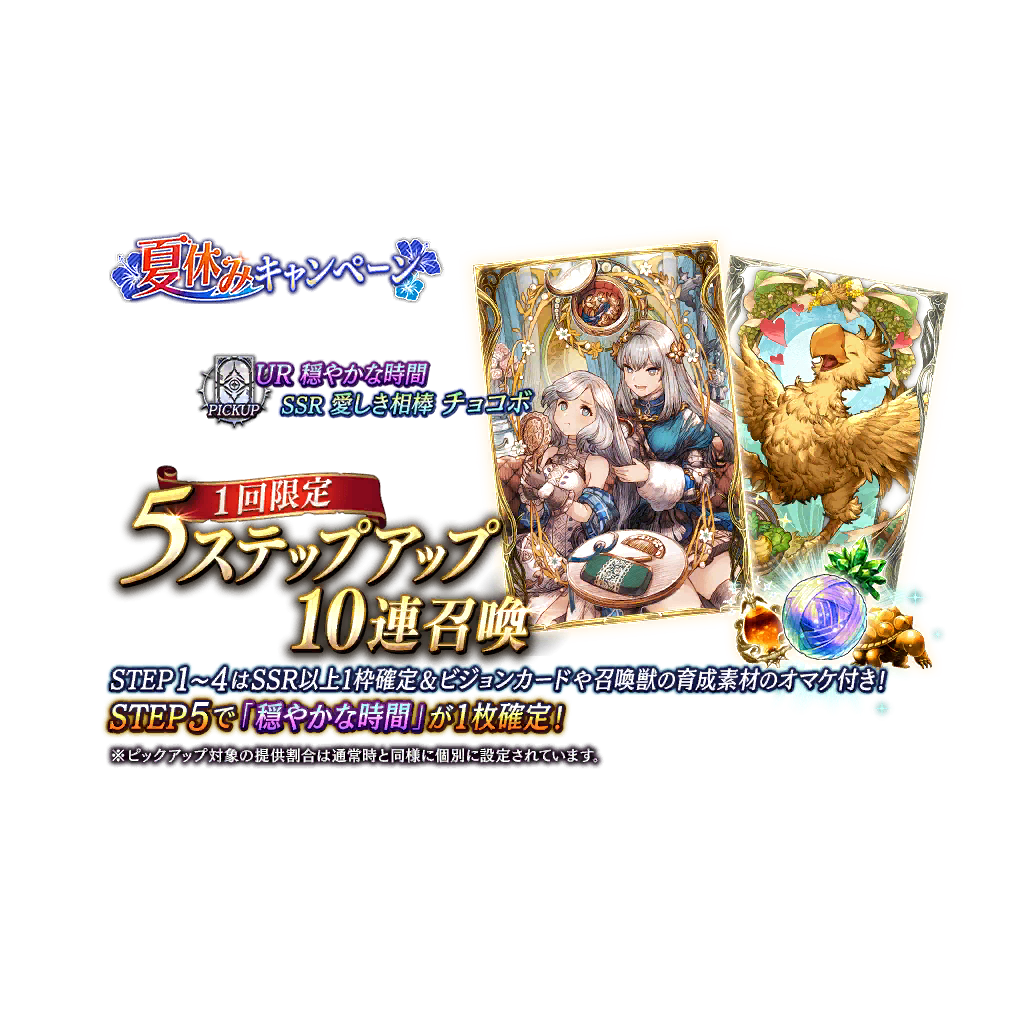 夏休みキャンペーン
PICKUP
UR 穏やかな時間
SSR 愛しき相棒 チョコボ
1回限定
5ステップアップ
10連召喚
STEP1～4はSSR以上1枠確定＆ビジョンカードや召喚獣の育成素材のオマケ付き!
STEP5で「穏やかな時間」が1枚確定!
※ピックアップ対象の提供割合は通常時と同様に個別に設定されています。